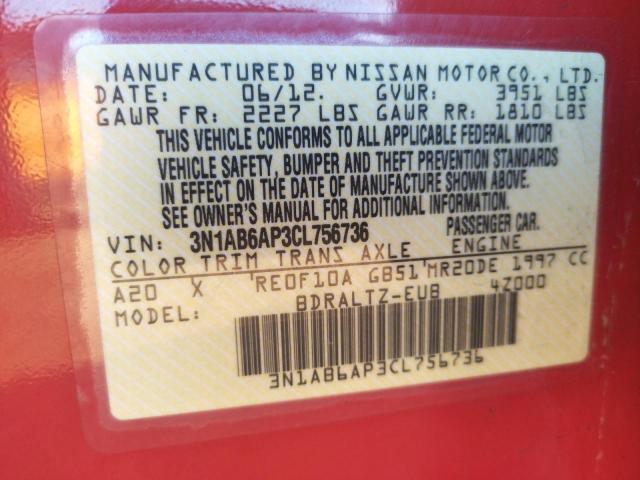 MANUFACTURED BY NISSAN MOTOR CO., LTD.
DATE: 06/12. GVWR: 3951 LBS
GAWR FR: 2227 LBS GAWR RR: 1810 LBS
THIS VEHICLE CONFORMS TO ALL APPLICABLE FEDERAL MOTOR
VEHICLE SAFETY, BUMPER AND THEFT PREVENTION STANDARDS
IN EFFECT ON THE DATE OF MANUFACTURE SHOWN ABOVE.
SEE OWNER'S MANUAL FOR ADDITIONAL INFORMATION.
VIN: 3N1AB6AP3CL756736 PASSENGER CAR.
COLOR TRIM TRANS AXLE ENGINE
A20 X RE0F10A GB51 MR20DE 1997 CC
MODEL: BDRALTZ-EUB 4Z000
3N1AB6AP3CL756736